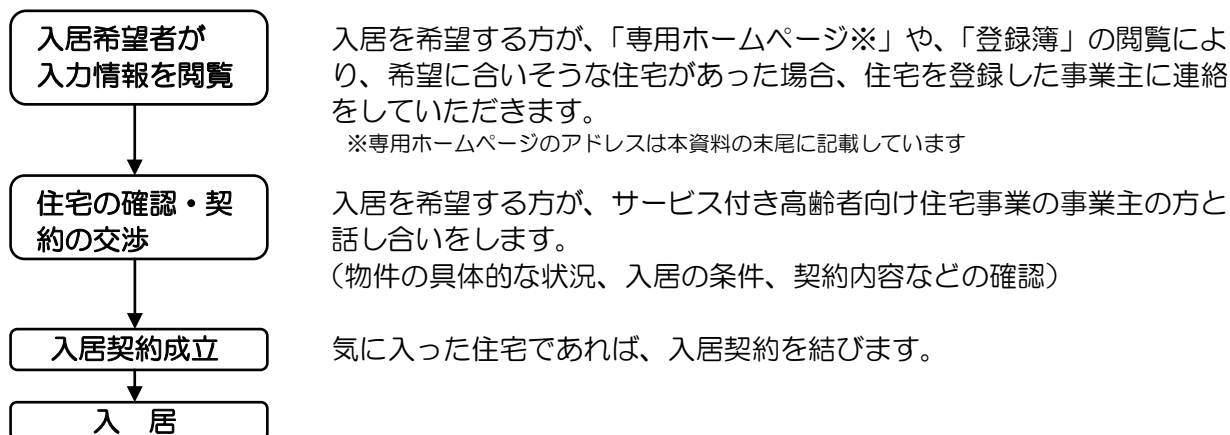 入居希望者が
入力情報を閲覧
入居を希望する方が、「専用ホームページ※」や、「登録簿」の閲覧によ
り、希望に合いそうな住宅があった場合、住宅を登録した事業主に連絡
をしていただきます。
※専用ホームページのアドレスは本資料の末尾に記載しています
住宅の確認・契
約の交渉
入居を希望する方が、サービス付き高齢者向け住宅事業の事業主の方と
話し合いをします。
（物件の具体的な状況、入居の条件、契約内容などの確認）
入居契約成立
気に入った住宅であれば、入居契約を結びます。
入　居